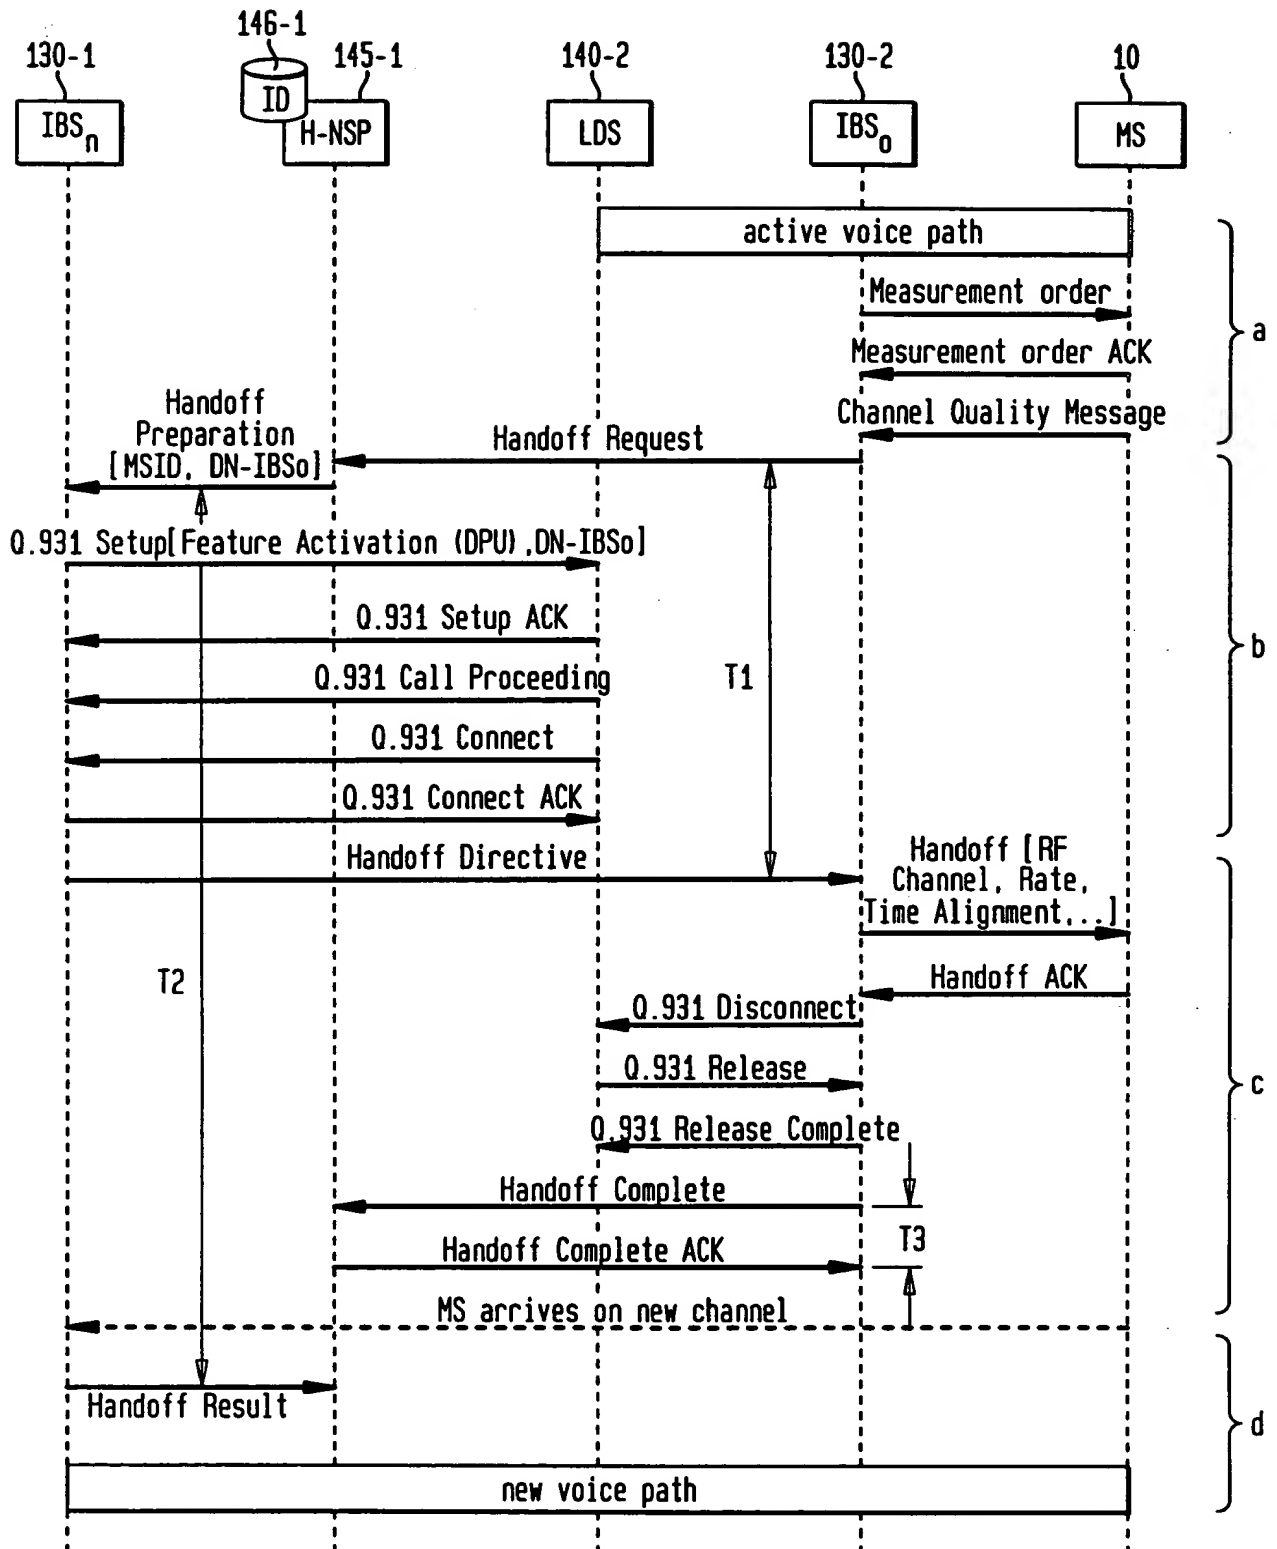 146-1
130-1
145-1
140-2
130-2
10
IBSn
ID
H-NSP
LDS
IBSo
MS
active voice path
Measurement order
a
Measurement order ACK
Channel Quality Message
Handoff
Preparation
[MSID, DN-IBSo]
Handoff Request
Q.931 Setup[Feature Activation (DPU),DN-IBSo]
Q.931 Setup ACK
b
Q.931 Call Proceeding
T1
Q.931 Connect
Q.931 Connect ACK
Handoff Directive
Handoff [RF
Channel, Rate,
Time Alignment,..]
T2
Handoff ACK
Q.931 Disconnect
Q.931 Release
c
Q.931 Release Complete
Handoff Complete
T3
Handoff Complete ACK
MS arrives on new channel
Handoff Result
d
new voice path